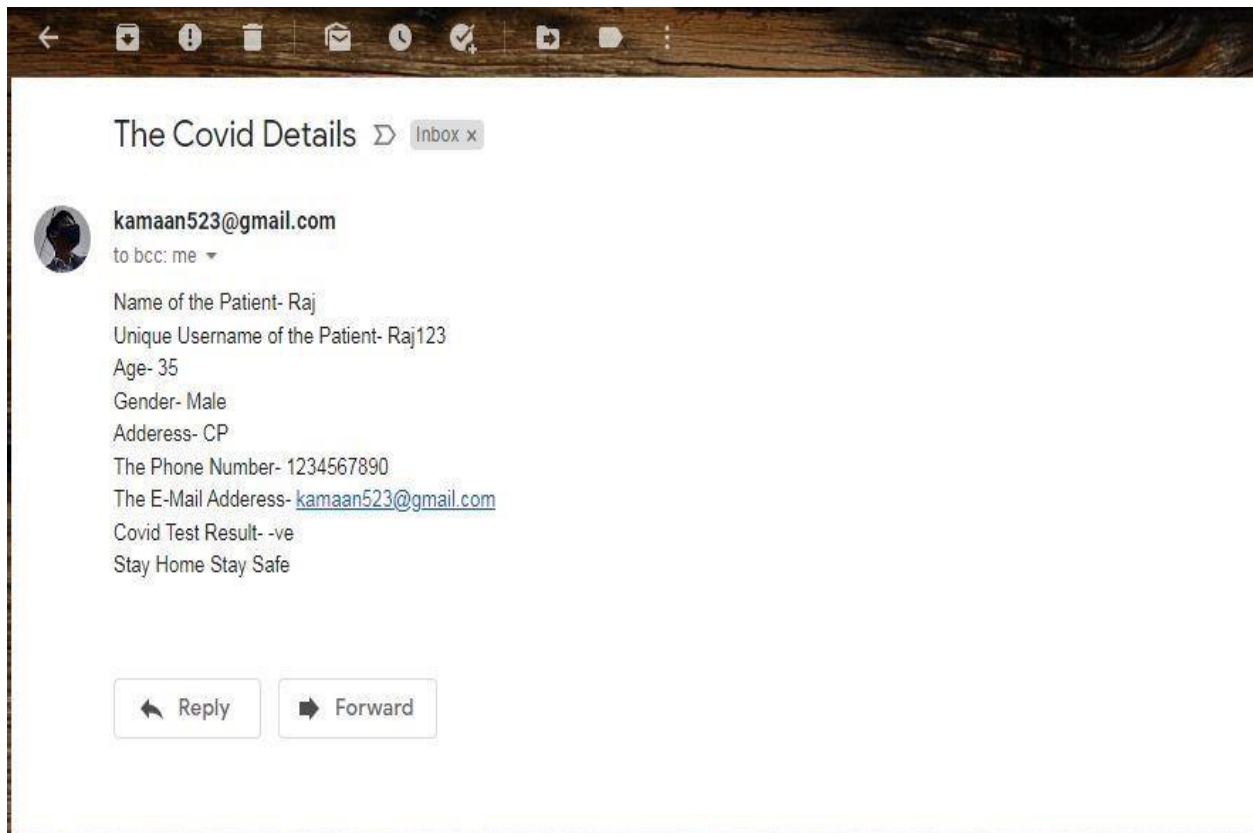 The Covid Details Inbox x
kamaan523@gmail.com
to bcc: me
Name of the Patient- Raj
Unique Username of the Patient- Raj123
Age- 35
Gender- Male
Adderess- CP
The Phone Number- 1234567890
The E-Mail Adderess- kamaan523@gmail.com
Covid Test Result- -ve
Stay Home Stay Safe
Reply Forward